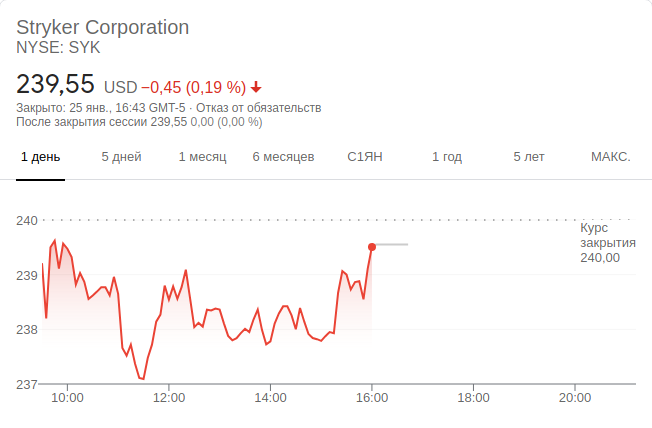 Stryker Corporation
NYSE: SYK
239,55 USD −0,45 (0,19 %)
Закрыто: 25 янв., 16:43 GMT-5 · Отказ от обязательств
После закрытия сессии 239,55 0,00 (0,00 %)
1 день 5 дней 1 месяц 6 месяцев С1ЯН 1 год 5 лет МАКС.
240
Курс
закрытия
240,00
239
238
237
10:00 12:00 14:00 16:00 18:00 20:00